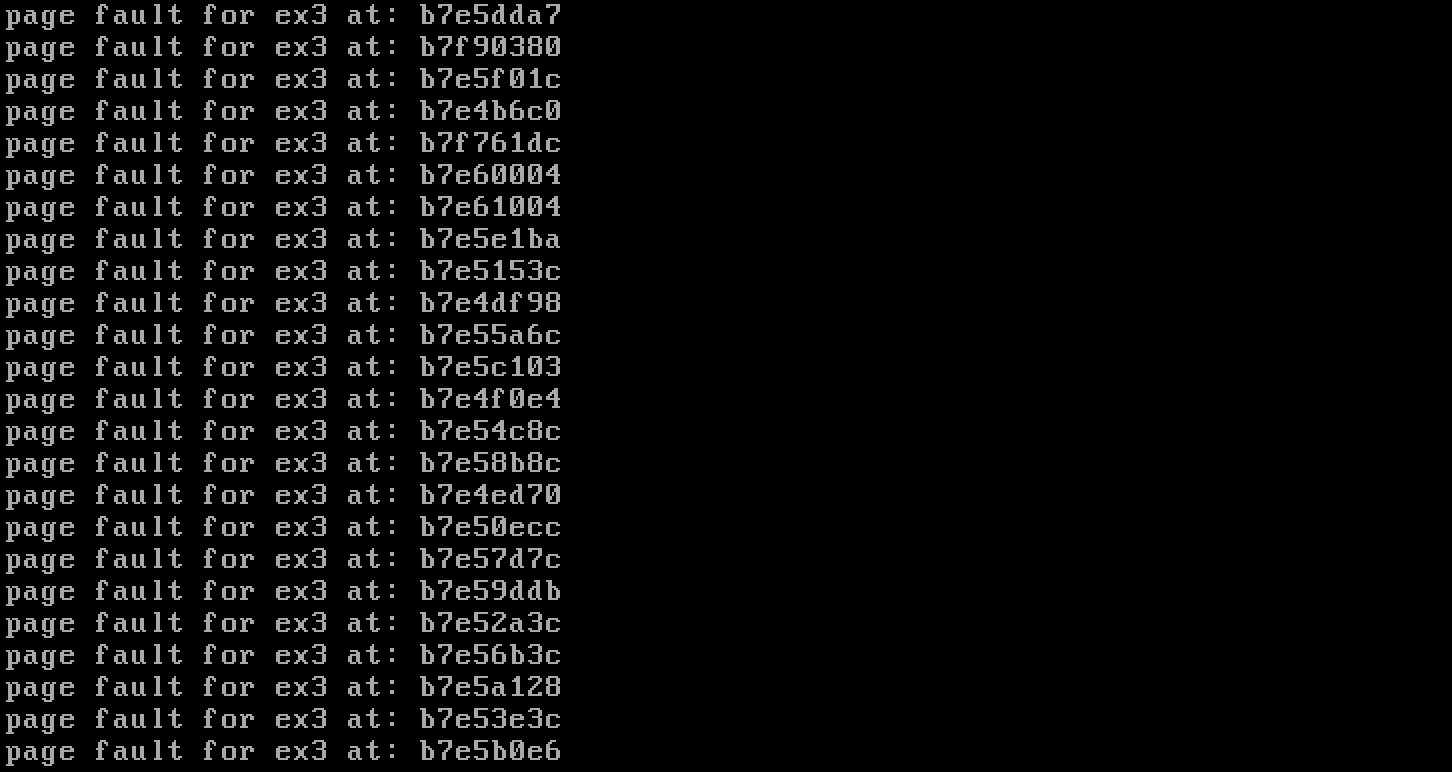 page fault for ex3 at: b7e5dda7
page fault for ex3 at: b7f90380
page fault for ex3 at: b7e5f01c
page fault for ex3 at: b7e4b6c0
page fault for ex3 at: b7f761dc
page fault for ex3 at: b7e60004
page fault for ex3 at: b7e61004
page fault for ex3 at: b7e5e1ba
page fault for ex3 at: b7e5153c
page fault for ex3 at: b7e4df98
page fault for ex3 at: b7e55a6c
page fault for ex3 at: b7e5c103
page fault for ex3 at: b7e4f0e4
page fault for ex3 at: b7e54c8c
page fault for ex3 at: b7e58b8c
page fault for ex3 at: b7e4ed70
page fault for ex3 at: b7e50ecc
page fault for ex3 at: b7e57d7c
page fault for ex3 at: b7e59ddb
page fault for ex3 at: b7e52a3c
page fault for ex3 at: b7e56b3c
page fault for ex3 at: b7e5a128
page fault for ex3 at: b7e53e3c
page fault for ex3 at: b7e5b0e6